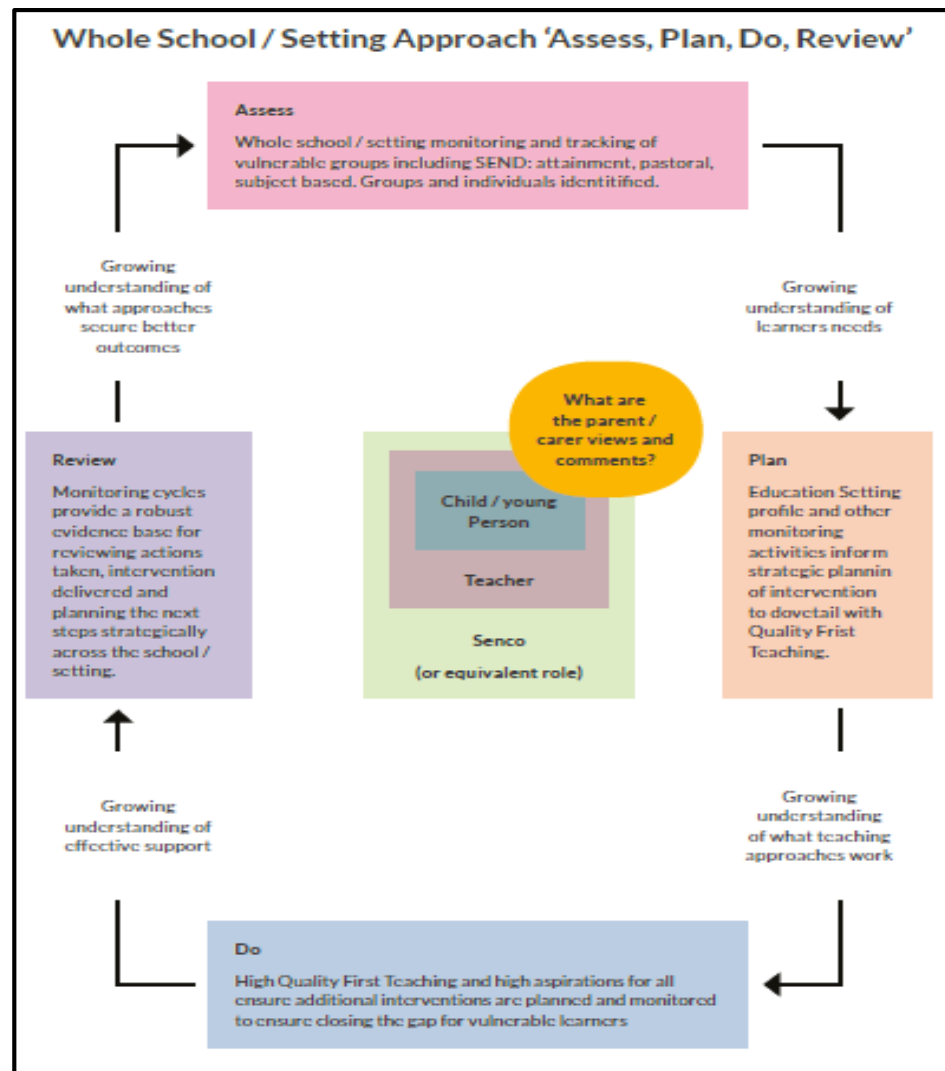 Whole School / Setting Approach ‘Assess, Plan, Do, Review’
Assess
Whole school / setting monitoring and tracking of
vulnerable groups including SEND: attainment, pastoral,
subject based. Groups and individuals identitified.
Growing
understanding of
what approaches
secure better
outcomes
Growing
understanding of
learners needs
What are
the parent /
carer views and
comments?
Review
Monitoring cycles
provide a robust
evidence base for
reviewing actions
taken, intervention
delivered and
planning the next
steps strategically
across the school /
setting.
Child / young
Person
Teacher
Senco
(or equivalent role)
Plan
Education Setting
profile and other
monitoring
activities inform
strategic plannin
of intervention
to dovetail with
Quality Frist
Teaching.
Growing
understanding of
effective support
Growing
understanding
of what teaching
approaches work
Do
High Quality First Teaching and high aspirations for all
ensure additional interventions are planned and monitored
to ensure closing the gap for vulnerable learners